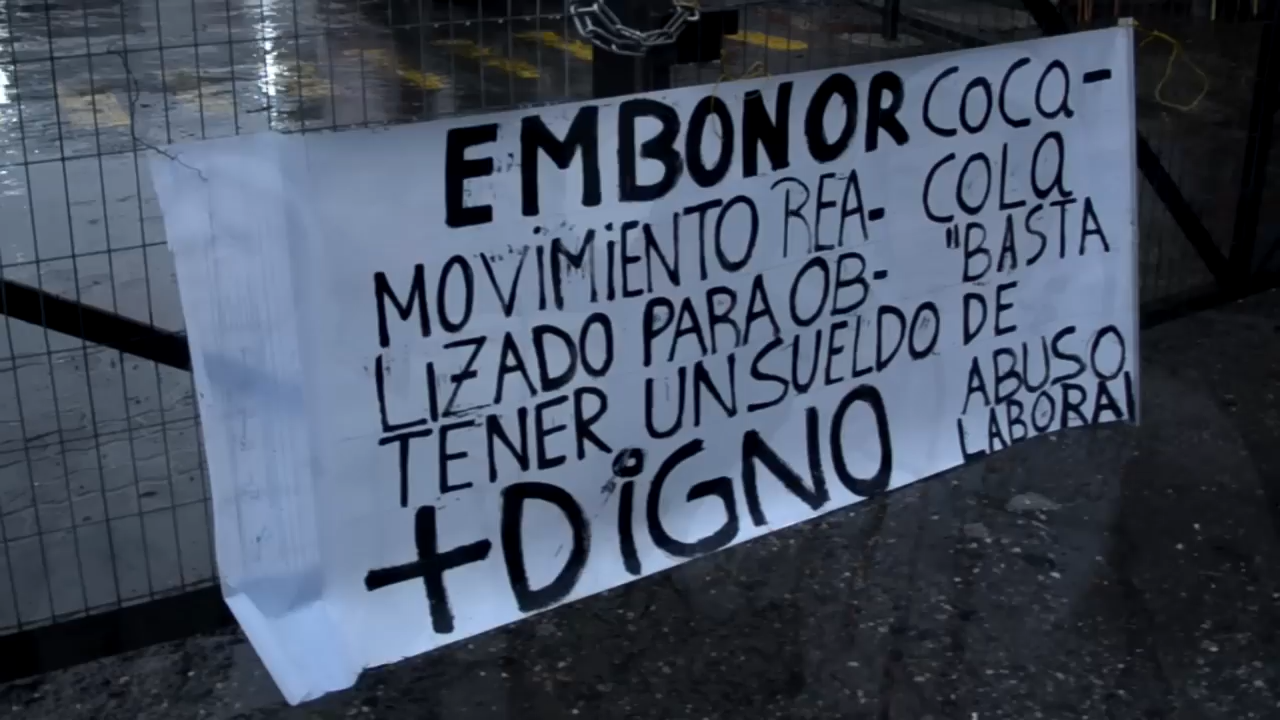 EMBONOR COCA-
COLA
MOVIMIENTO REA-
LIZADO PARA OB-
TENER UN SUELDO
+DIGNO
"BASTA
DE
ABUSO
LABORAl